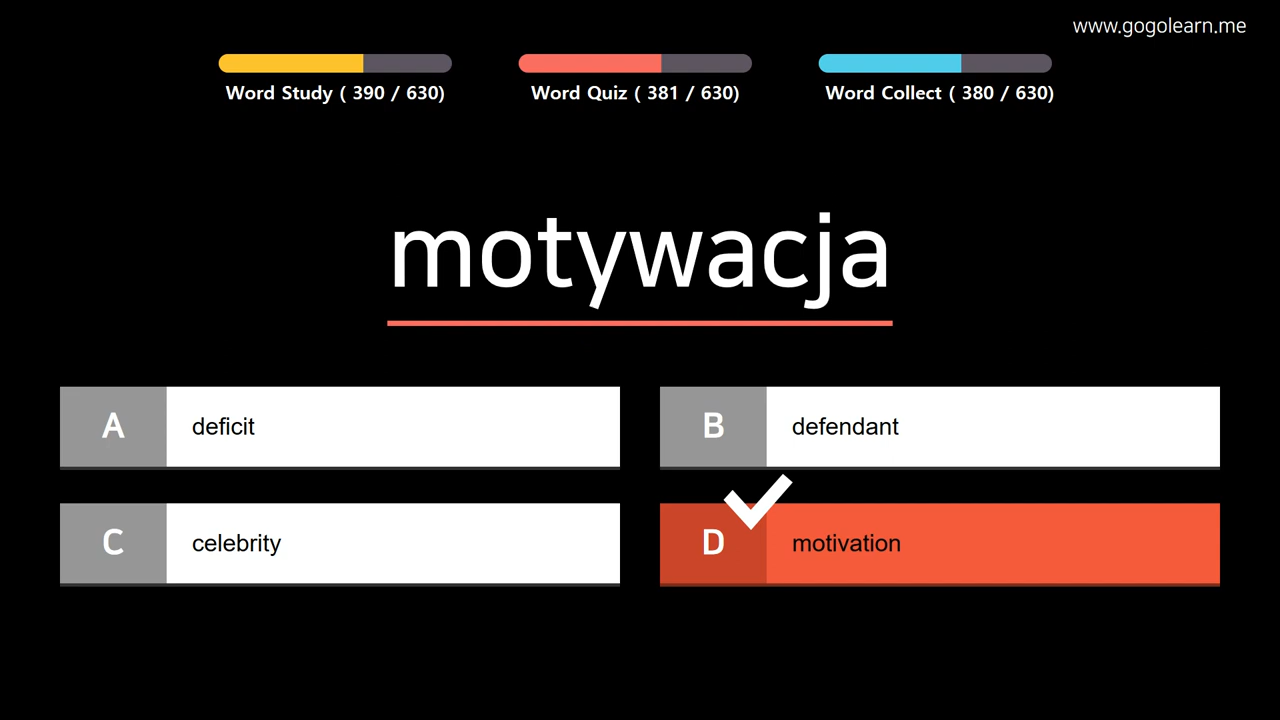 www.gogolearn.me
Word Study ( 390 / 630)
Word Quiz ( 381 / 630)
Word Collect ( 380 / 630)
motywacja
A deficit
B defendant
C celebrity
D motivation